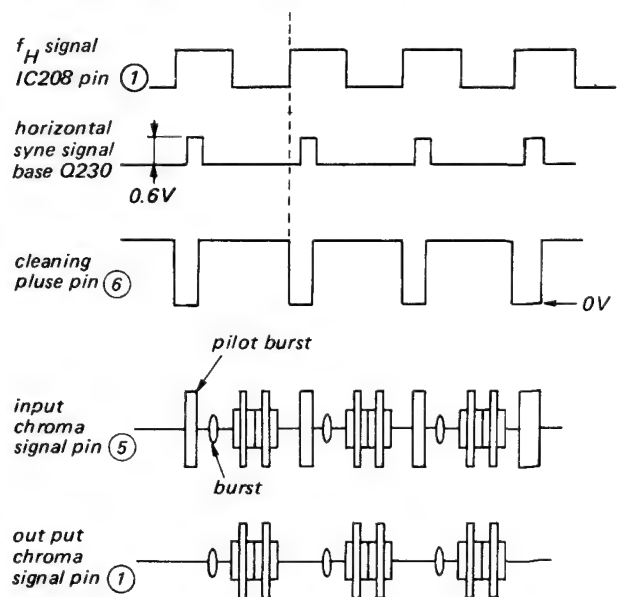 f_H signal
IC208 pin ①
horizontal
syne signal
base Q230
0.6V
cleaning
pluse pin ⑥
0V
pilot burst
input
chroma
signal pin ⑤
burst
out put
chroma
signal pin ①